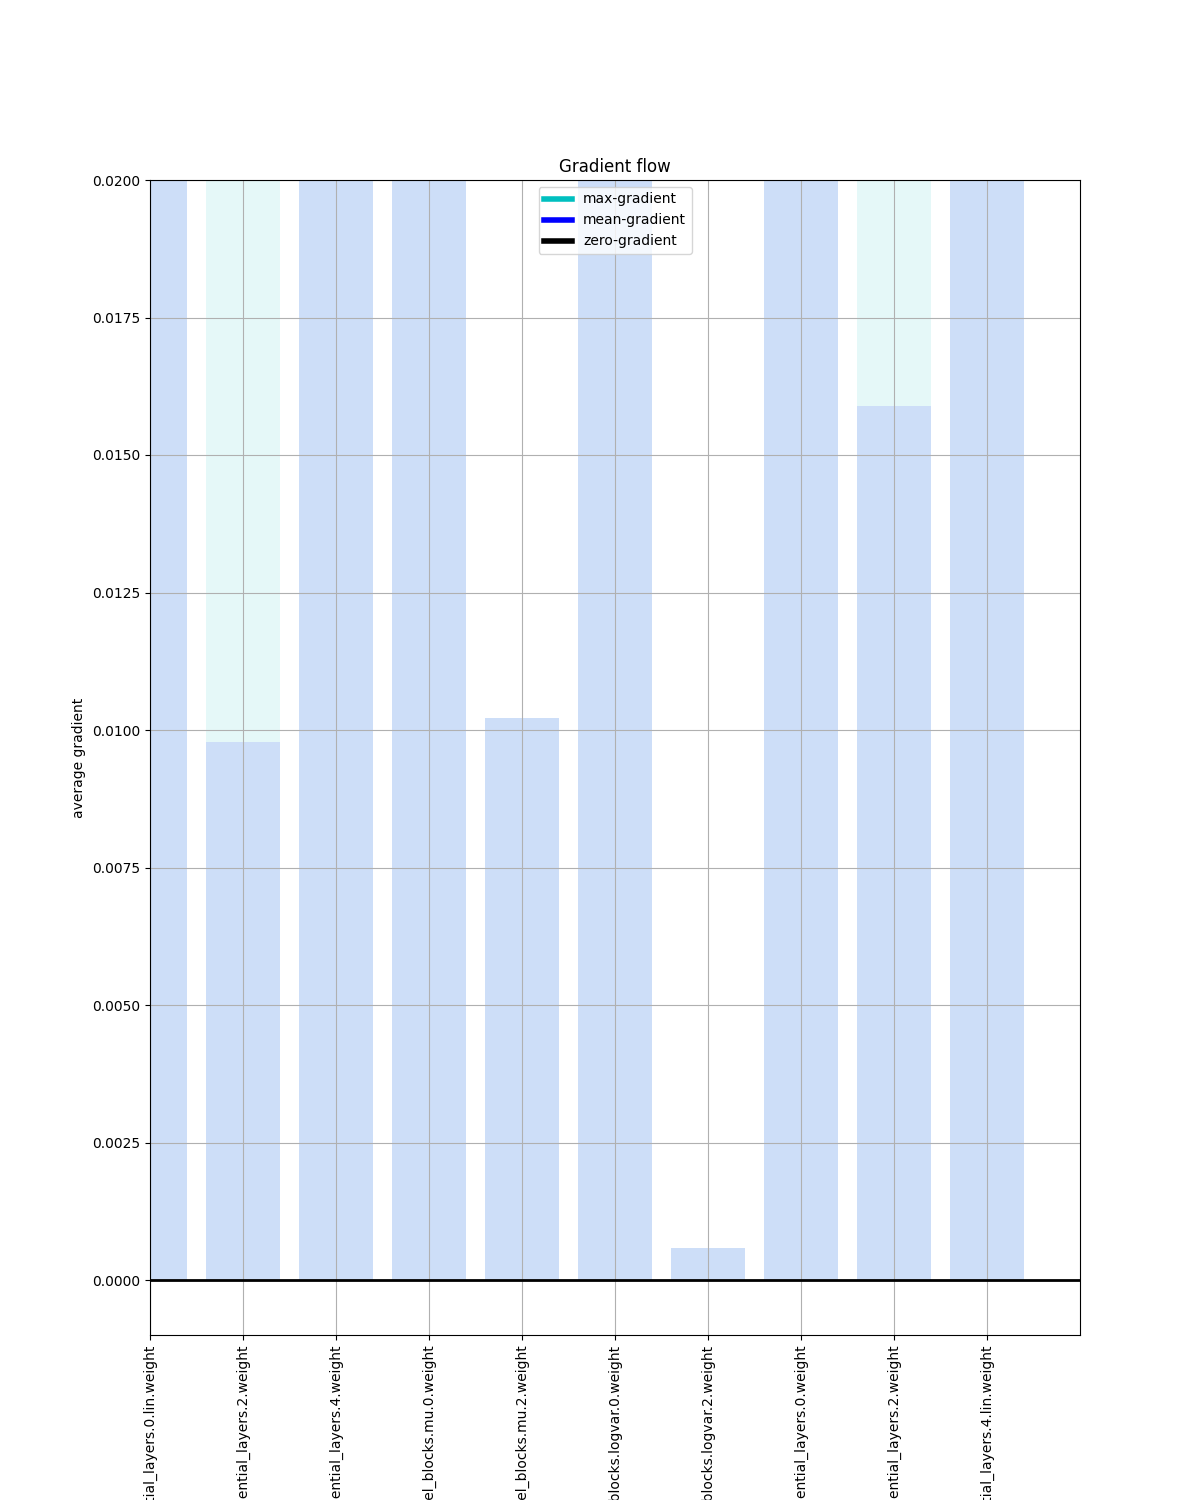 Gradient flow
max-gradient
mean-gradient
zero-gradient
0.0200
0.0175
0.0150
0.0125
0.0100
0.0075
0.0050
0.0025
0.0000
average gradient
tial_layers.0.lin.weight
ential_layers.2.weight
ential_layers.4.weight
el_blocks.mu.0.weight
el_blocks.mu.2.weight
blocks.logvar.0.weight
blocks.logvar.2.weight
ential_layers.0.weight
ential_layers.2.weight
tial_layers.4.lin.weight